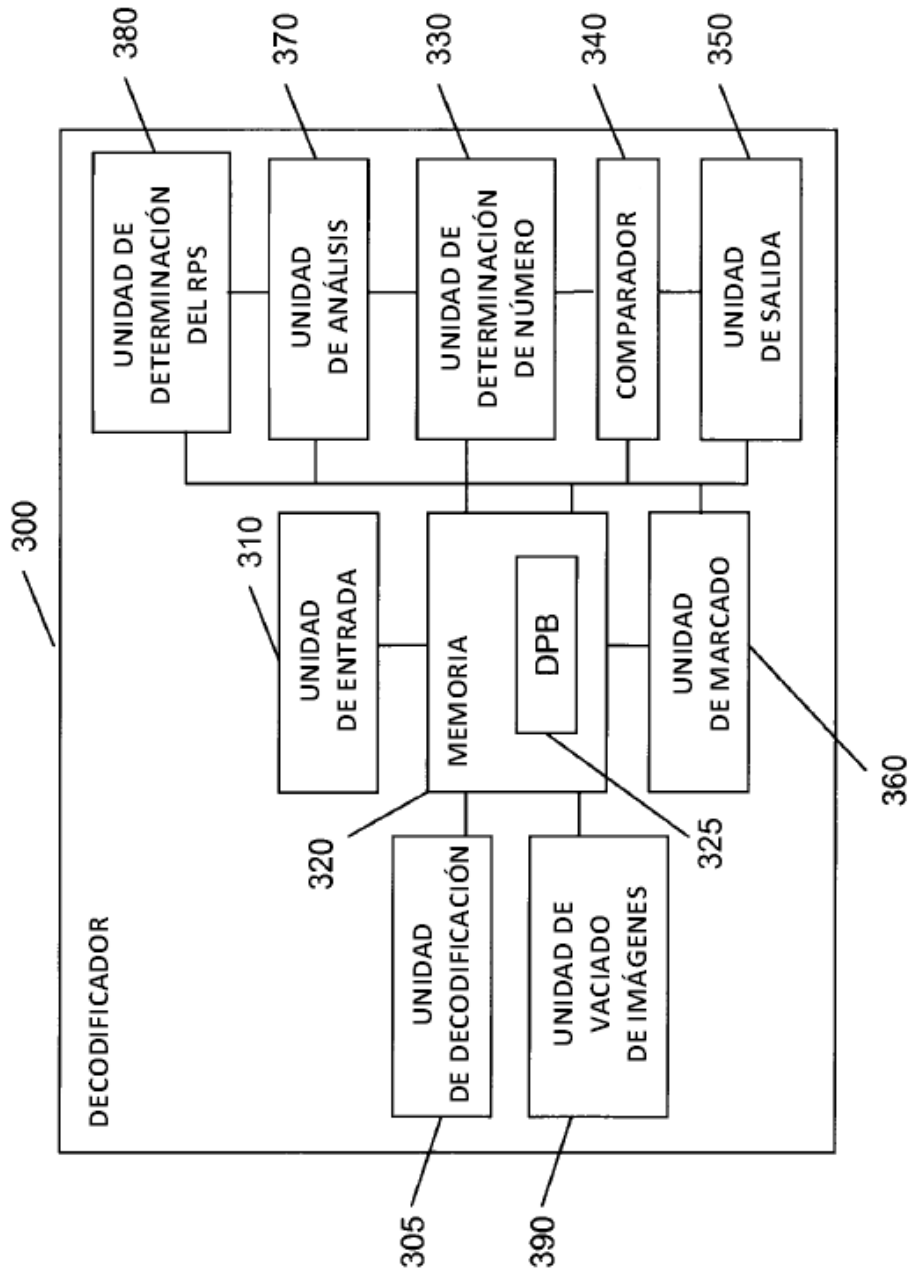 300
DECODIFICADOR
380
UNIDAD DE
DETERMINACIÓN
DEL RPS
370
UNIDAD
DE ANÁLISIS
330
UNIDAD DE
DETERMINACIÓN
DE NÚMERO
340
COMPARADOR
350
UNIDAD
DE SALIDA
310
UNIDAD
DE ENTRADA
320
MEMORIA
DPB
325
UNIDAD
DE MARCADO
360
UNIDAD
DE DECODIFICACIÓN
305
UNIDAD DE
VACIADO
DE IMÁGENES
390